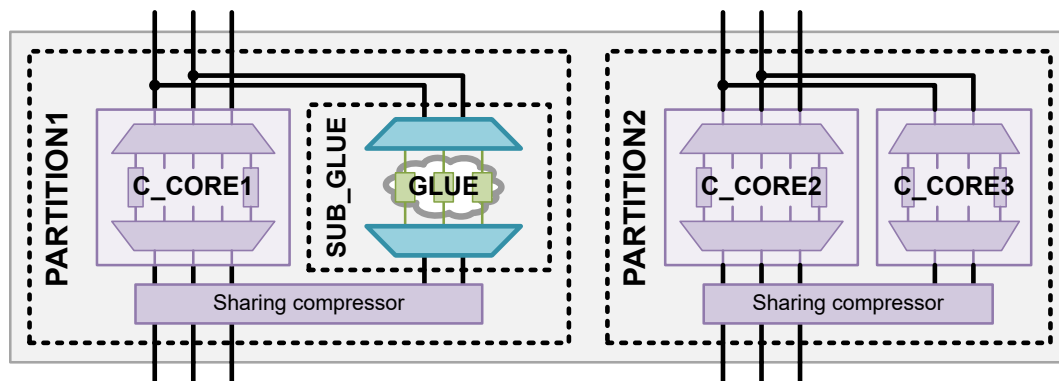 PARTITION1
C_CORE1
SUB_GLUE
GLUE
Sharing compressor
PARTITION2
C_CORE2
C_CORE3
Sharing compressor